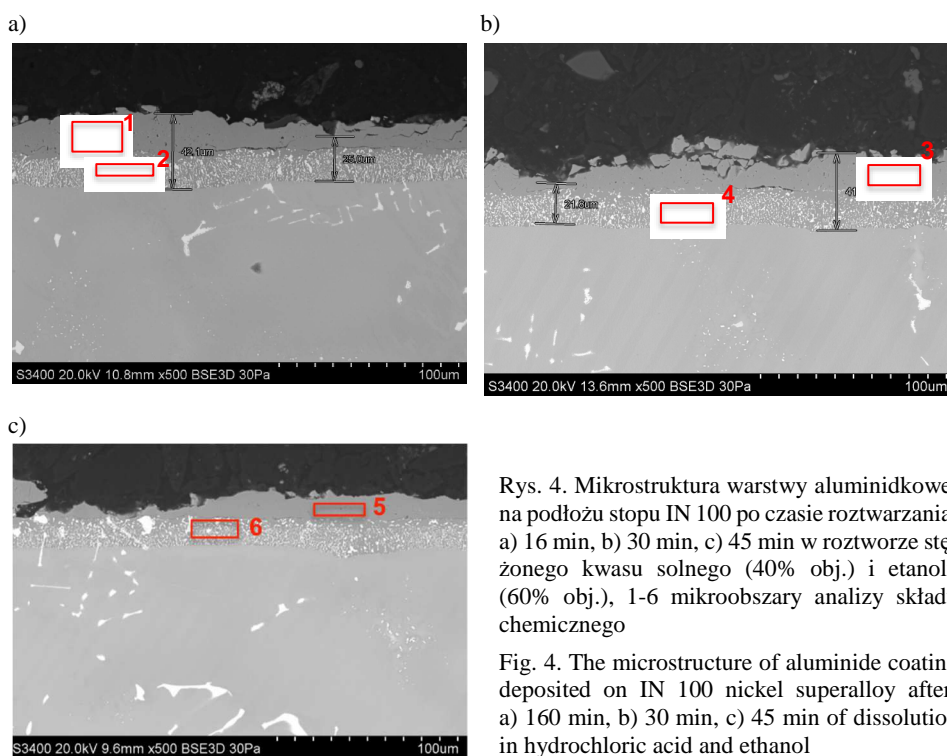 a)
b)
1
2
42.1um
25.0um
S3400 20.0kV 10.8mm x500 BSE3D 30Pa 100um
3
4
21.8um
41
S3400 20.0kV 13.6mm x500 BSE3D 30Pa 100um
c)
5
6
S3400 20.0kV 9.6mm x500 BSE3D 30Pa 100um
Rys. 4. Mikrostruktura warstwy aluminidkowe
na podłożu stopu IN 100 po czasie roztwarzania
a) 16 min, b) 30 min, c) 45 min w roztworze stę
żonego kwasu solnego (40% obj.) i etanol
(60% obj.), 1-6 mikroobszary analizy skład
chemicznego
Fig. 4. The microstructure of aluminide coatin
deposited on IN 100 nickel superalloy after
a) 160 min, b) 30 min, c) 45 min of dissolutio
in hydrochloric acid and ethanol